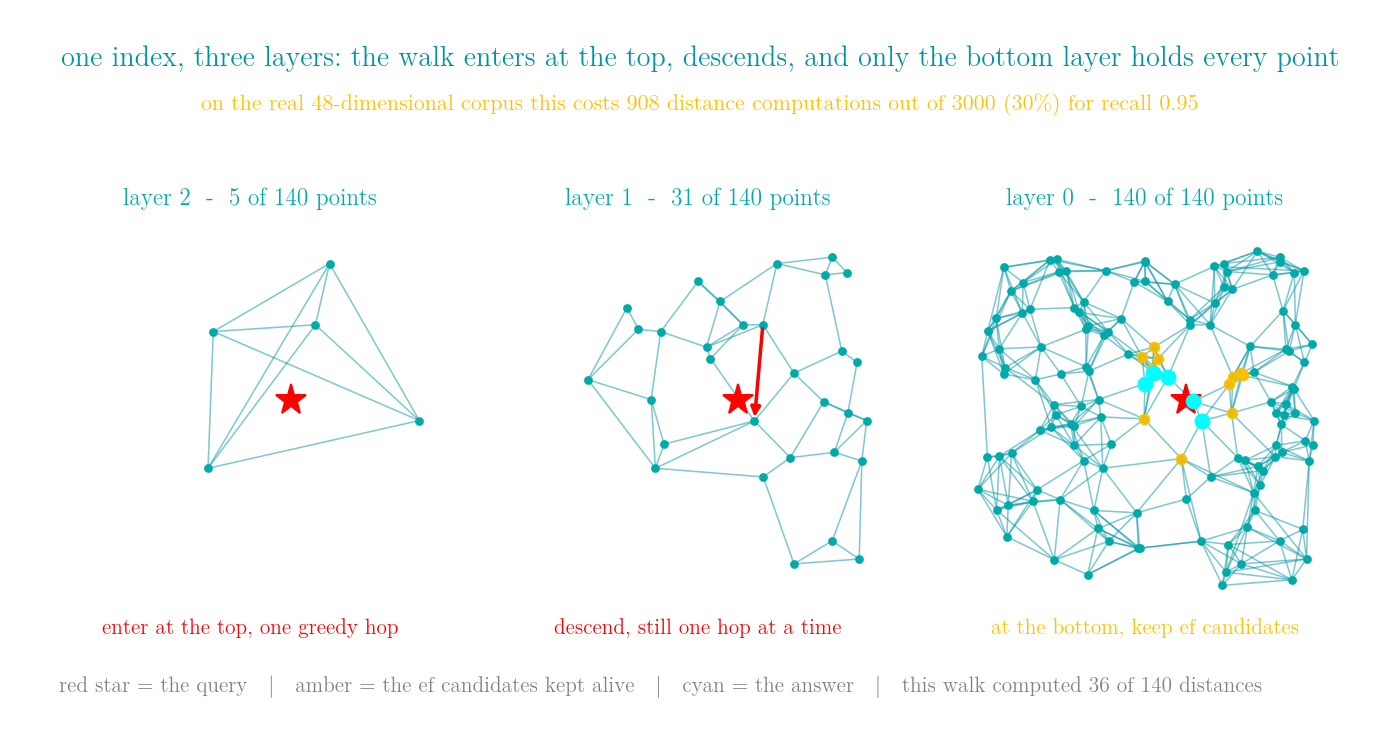 one index, three layers: the walk enters at the top, descends, and only the bottom layer holds every point
on the real 48-dimensional corpus this costs 908 distance computations out of 3000 (30%) for recall 0.95
layer 2 - 5 of 140 points
layer 1 - 31 of 140 points
layer 0 - 140 of 140 points
enter at the top, one greedy hop
descend, still one hop at a time
at the bottom, keep ef candidates
red star = the query | amber = the ef candidates kept alive | cyan = the answer | this walk computed 36 of 140 distances